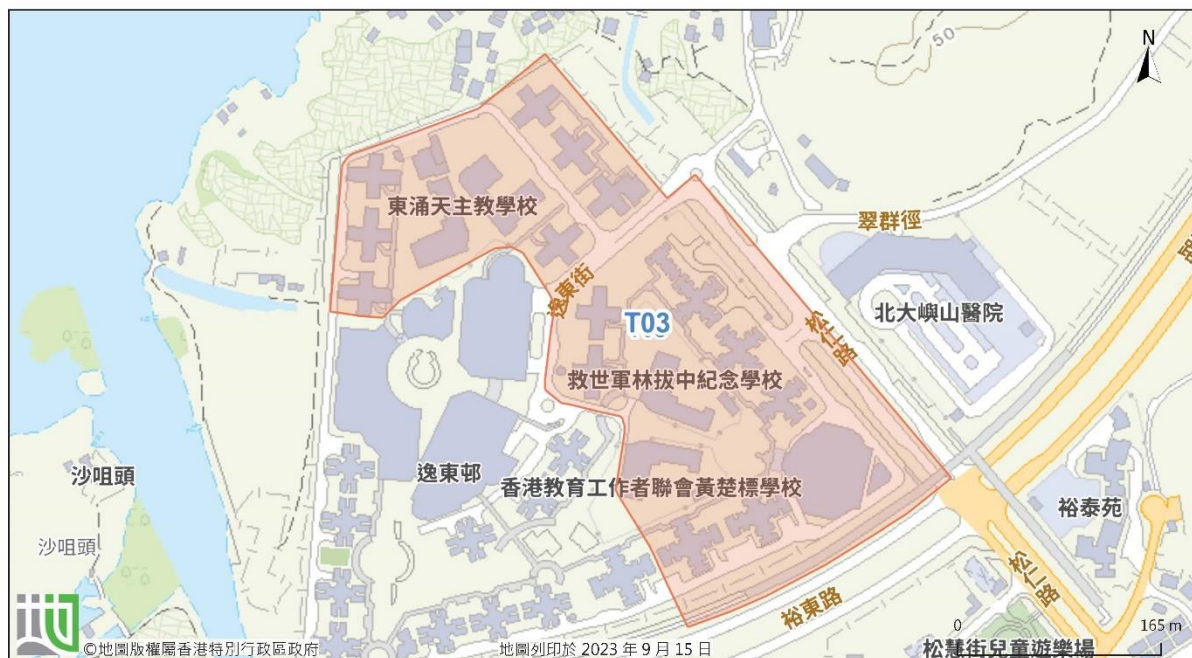 N
50
東涌天主教學校
翠群徑
逸東街
T03
松仁路
北大嶼山醫院
救世軍林拔中紀念學校
沙咀頭
逸東邨
香港教育工作者聯會黃楚標學校
裕泰苑
沙咀頭
裕東路
松仁路
0 165 m
松慧街兒童遊樂場
©地圖版權屬香港特別行政區政府
地圖列印於 2023 年 9 月 15 日